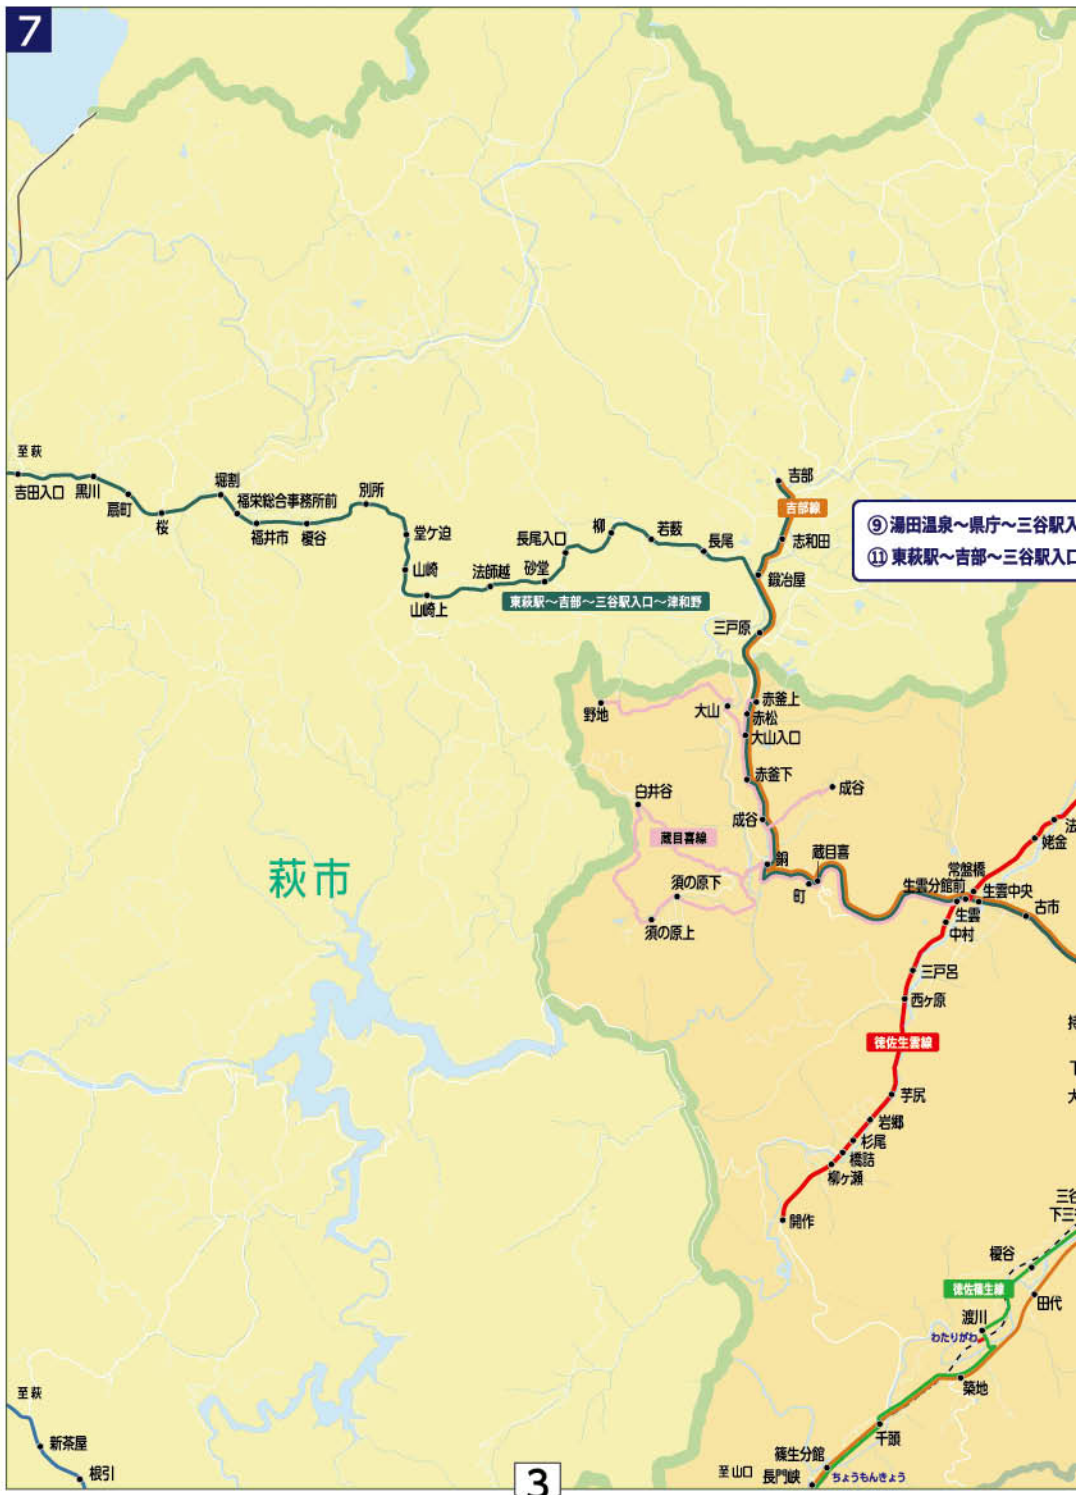 7
至萩
吉田入口
黒川
扇町
桜
堀割
福栄総合事務所前
福井市
榎谷
別所
堂ケ迫
山崎
山崎上
法師越
砂堂
長尾入口
柳
若薮
長尾
東萩駅～吉部～三谷駅入口～津和野
吉部
吉部線
志和田
鍛冶屋
三戸原
⑨湯田温泉～県庁～三谷駅入
⑪東萩駅～吉部～三谷駅入口
野地
大山
赤釜上
赤松
大山入口
赤釜下
白井谷
成谷
成谷
蔵目喜線
須の原下
須の原上
銅
町
蔵目喜
法
姥金
常盤橋
生雲分館前
生雲中央
生雲
中村
古市
三戸呂
西ヶ原
徳佐生雲線
持
下
大
芋尻
岩郷
杉尾
橋詰
柳ヶ瀬
開作
萩市
三谷
下三
榎谷
徳佐篠生線
田代
渡川
わたりがわ
築地
千頭
篠生分館
至山口
長門峡
ちょうもんきょう
至萩
新茶屋
根引
3